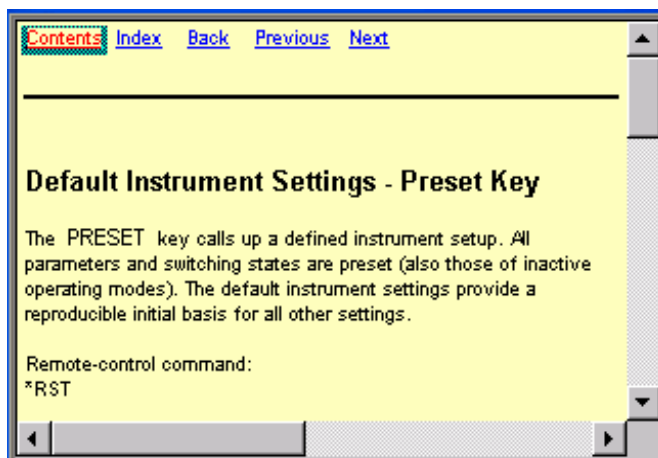 Contents Index Back Previous Next
Default Instrument Settings - Preset Key
The PRESET key calls up a defined instrument setup. All
parameters and switching states are preset (also those of inactive
operating modes). The default instrument settings provide a
reproducible initial basis for all other settings.
Remote-control command:
*RST